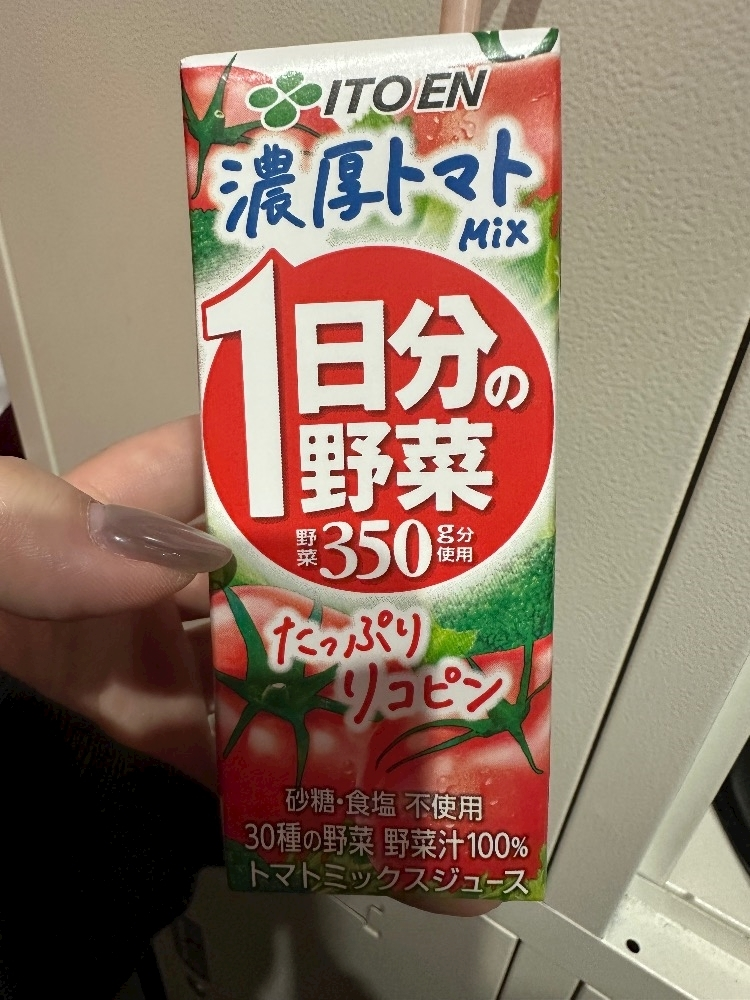 ITO EN
濃厚トマト
Mix
1日分の
野菜
野菜350g分使用
たっぷり
リコピン
砂糖・食塩 不使用
30種の野菜 野菜汁100%
トマトミックスジュース